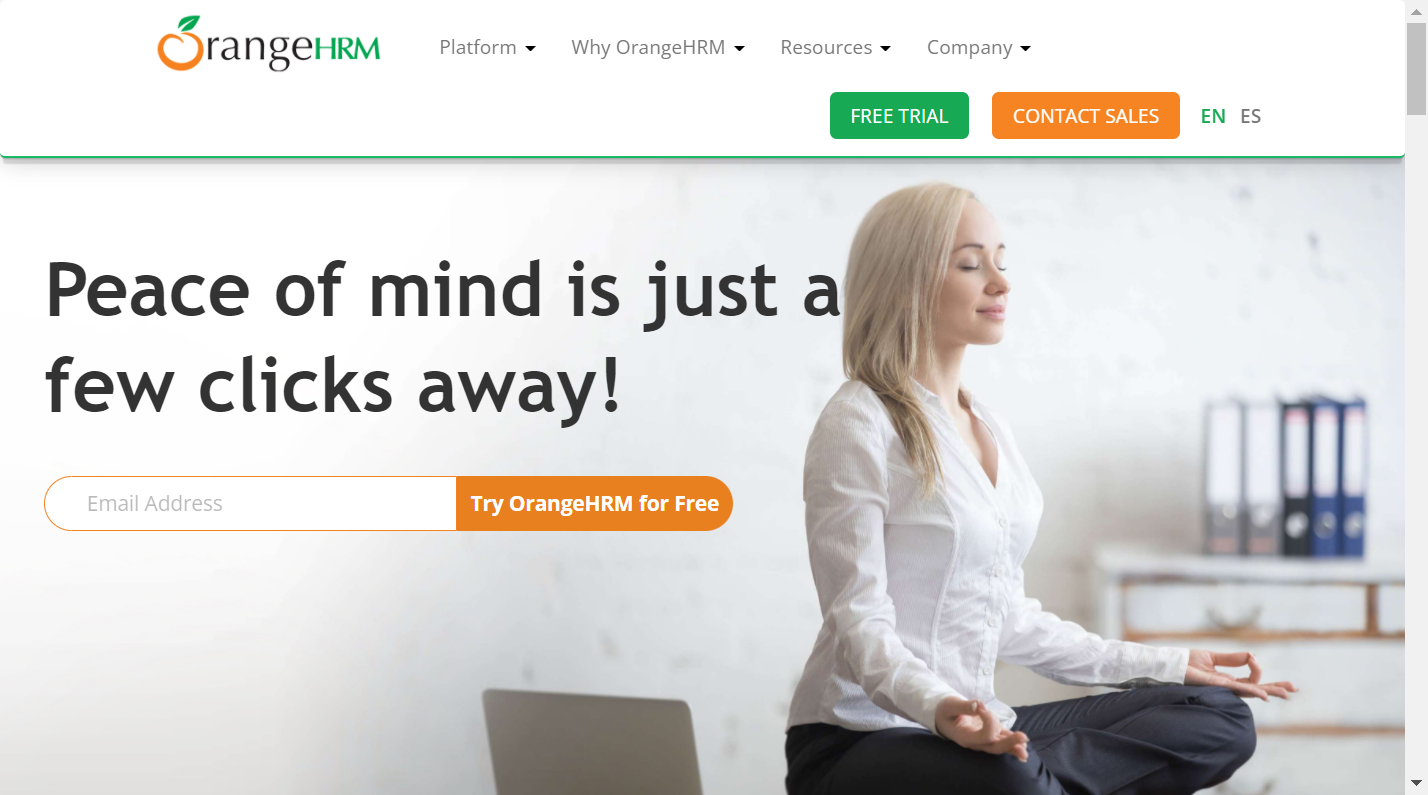 OrangeHRM
Platform
Why OrangeHRM
Resources
Company
FREE TRIAL
CONTACT SALES
EN
ES
Peace of mind is just a
few clicks away!
Email Address
Try OrangeHRM for Free